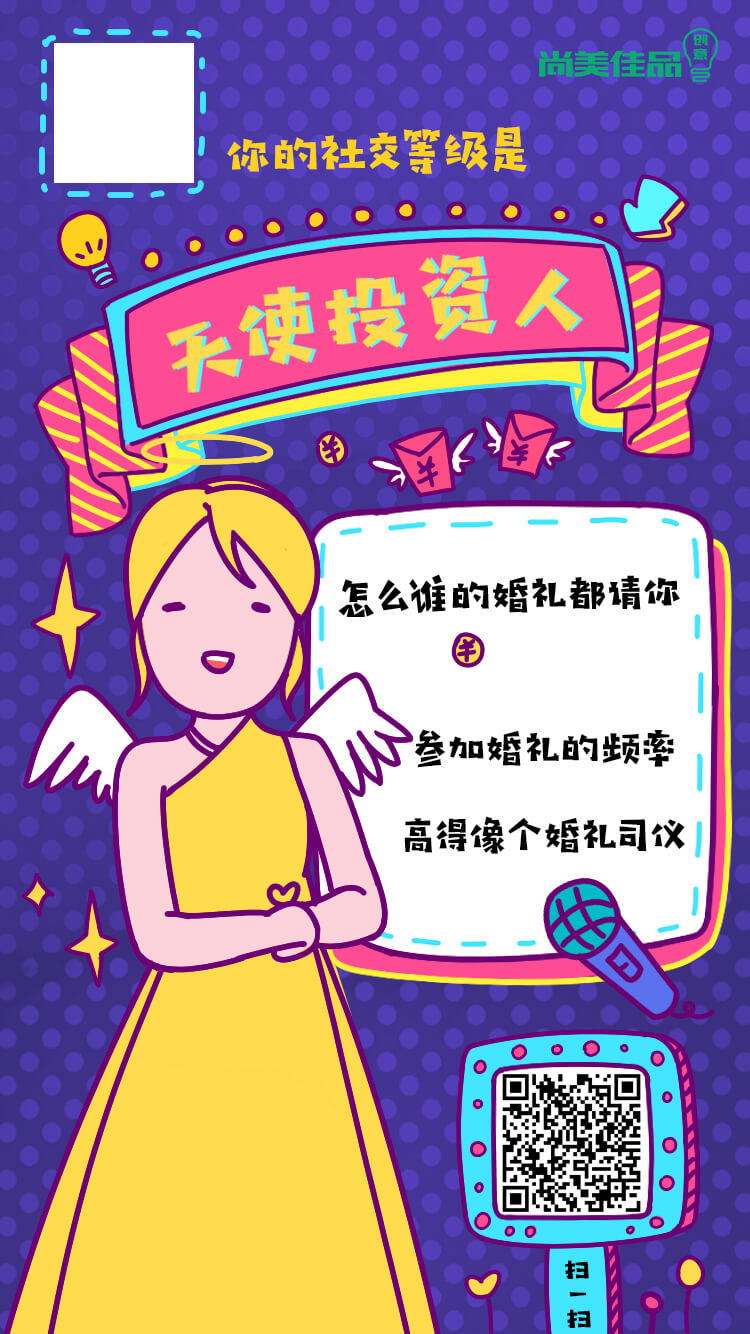 尚美佳品
创意
你的社交等级是
天使投资人
怎么谁的婚礼都请你
参加婚礼的频率
高得像个婚礼司仪
扫一扫